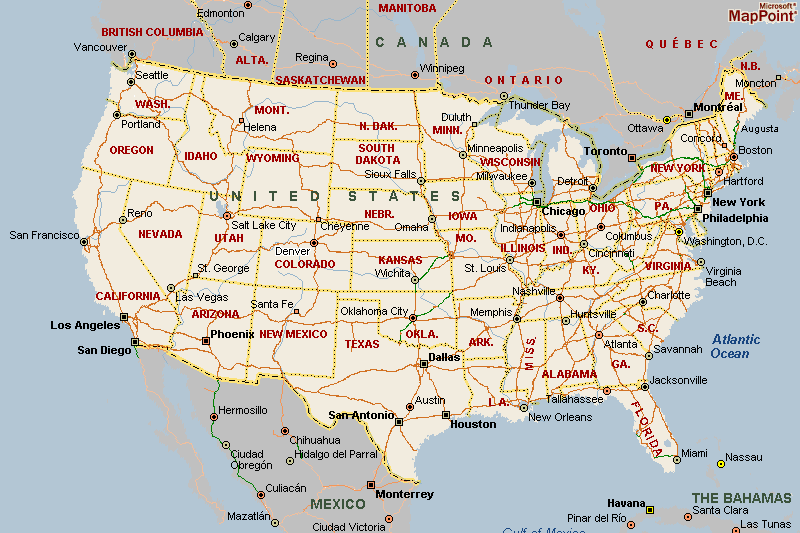 Microsoft®
MapPoint®
MANITOBA
Edmonton
BRITISH COLUMBIA
Calgary
CANADA
QUÉBEC
Vancouver
ALTA.
Regina
Winnipeg
N.B.
SASKATCHEWAN
ONTARIO
Moncton
Seattle
ME.
WASH.
MONT.
Thunder Bay
Montréal
Portland
Helena
N. DAK.
Duluth
MINN.
Ottawa
Augusta
OREGON
IDAHO
WYOMING
SOUTH
DAKOTA
Minneapolis
WISCONSIN
Toronto
Concord
Boston
Sioux Falls
Milwaukee
Detroit
NEW YORK
Hartford
UNITED STATES
Chicago
New York
Reno
NEBR.
IOWA
OHIO
PA.
Philadelphia
San Francisco
NEVADA
UTAH
Salt Lake City
Cheyenne
Omaha
MO.
Indianapolis
Columbus
Washington, D.C.
Denver
COLORADO
KANSAS
ILLINOIS
IND.
Cincinnati
St. George
Wichita
St. Louis
KY.
VIRGINIA
Virginia
Beach
CALIFORNIA
Las Vegas
Santa Fe
Nashville
Charlotte
Los Angeles
ARIZONA
Oklahoma City
Memphis
Huntsville
S.C.
Phoenix
NEW MEXICO
TEXAS
OKLA.
ARK.
MISS.
Atlanta
Atlantic
Ocean
San Diego
Dallas
ALABAMA
GA.
Savannah
Jacksonville
Hermosillo
Austin
LA.
Tallahassee
San Antonio
Houston
New Orleans
FLORIDA
Chihuahua
Ciudad
Obregón
Hidalgo del Parral
Miami
Nassau
Culiacán
Monterrey
MEXICO
Havana
THE BAHAMAS
Mazatlán
Ciudad Victoria
Pinar del Río
Santa Clara
Gulf of Mexico
Las Tunas